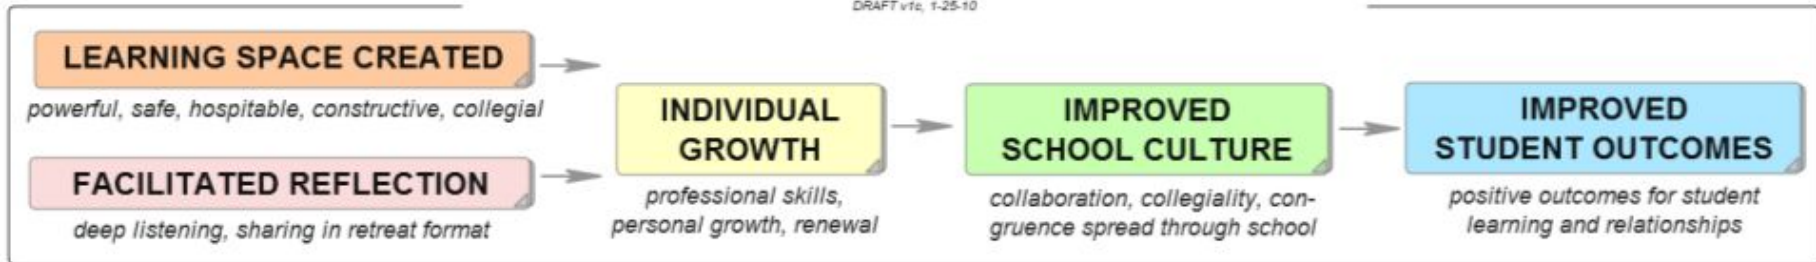 DRAFT v1c, 1-25-10
LEARNING SPACE CREATED
powerful, safe, hospitable, constructive, collegial
FACILITATED REFLECTION
deep listening, sharing in retreat format
INDIVIDUAL
GROWTH
professional skills,
personal growth, renewal
IMPROVED
SCHOOL CULTURE
collaboration, collegiality, con-
gruence spread through school
IMPROVED
STUDENT OUTCOMES
positive outcomes for student
learning and relationships